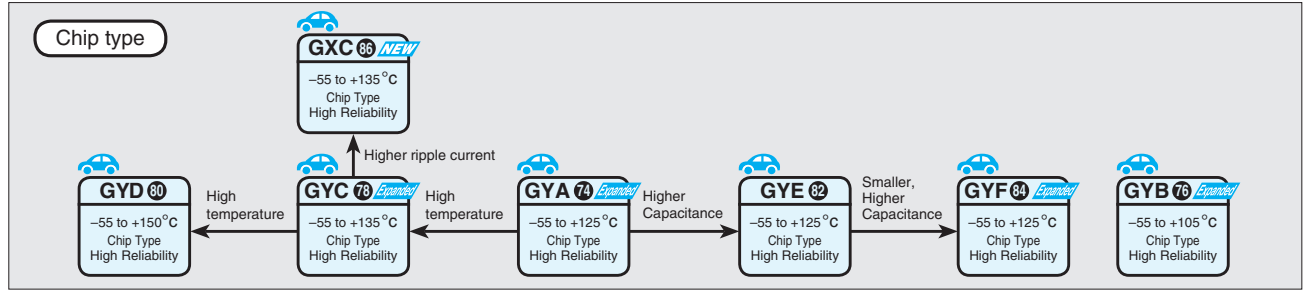 Chip type
GXC 86 NEW
–55 to +135°C
Chip Type
High Reliability
Higher ripple current
GYD 80
–55 to +150°C
Chip Type
High Reliability
High
temperature
GYC 78 Expanded
–55 to +135°C
Chip Type
High Reliability
High
temperature
GYA 74 Expanded
–55 to +125°C
Chip Type
High Reliability
Higher
Capacitance
GYE 82
–55 to +125°C
Chip Type
High Reliability
Smaller,
Higher
Capacitance
GYF 84 Expanded
–55 to +125°C
Chip Type
High Reliability
GYB 76 Expanded
–55 to +105°C
Chip Type
High Reliability